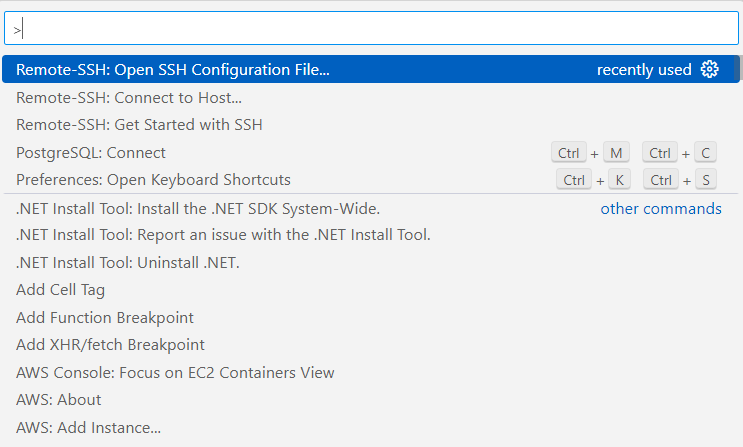 >
Remote-SSH: Open SSH Configuration File... recently used
Remote-SSH: Connect to Host...
Remote-SSH: Get Started with SSH
PostgreSQL: Connect Ctrl + M Ctrl + C
Preferences: Open Keyboard Shortcuts Ctrl + K Ctrl + S
.NET Install Tool: Install the .NET SDK System-Wide. other commands
.NET Install Tool: Report an issue with the .NET Install Tool.
.NET Install Tool: Uninstall .NET.
Add Cell Tag
Add Function Breakpoint
Add XHR/fetch Breakpoint
AWS Console: Focus on EC2 Containers View
AWS: About
AWS: Add Instance...